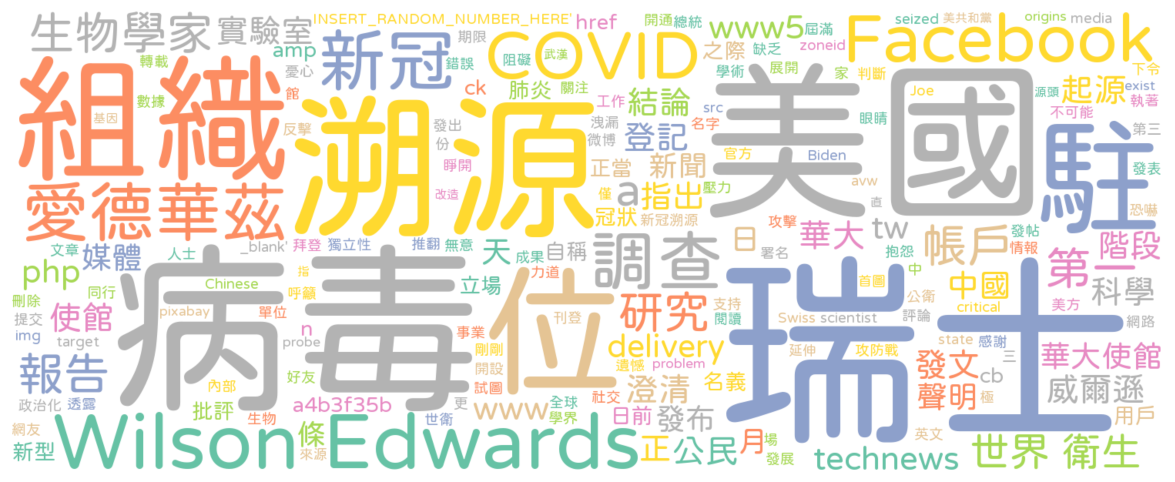 生物學家
實驗室
INSERT_RANDOM_NUMBER_HERE'
href
開通
總統
屆滿
美共和黨
seized
origins
media
轉載
amp
新冠
期限
阻礙
武漢
COVID
www5
之際
缺乏
zoneid
Facebook
下令
憂心
錯誤
學術
展開
家
判斷
組織
數據
館
基因
反擊
ck
肺炎
關注
結論
src
眼睛
Joe
起源
源頭
exist
執著
不可能
溯源
發出
份
工作
洩漏
微博
登記
名字
美國
第三
駐
愛德華茲
睜開
改造
正當
新聞
官方
Biden
發表
僅
a
指出
壓力
avw
直
恐嚇
冠狀
新冠溯源
攻擊
文章
人士
_blank'
拜登
獨立性
推翻
無意
天
成果
自稱
調查
日
署名
華大
tw
抱怨
帳戶
發帖
情報
第一
階段
媒體
php
病毒
Chinese
指
呼籲
立場
力道
位
首圖
中
中國
公衛
美方
科學
刪除
同行
使館
單位
n
事業
刊登
研究
支持
閱讀
瑞士
Swiss
scientist
評論
critical
網路
提交
img
target
pixabay
probe
剛剛
開設
遺憾
delivery
problem
延伸
攻防戰
state
感謝
華大使館
報告
內部
好友
試圖
澄清
名義
發文
三
cb
威爾遜
政治化
透露
批評
生物
a4b3f35b
世衛
更
www
社交
全球
學界
日前
發布
聲明
極
用戶
網友
新型
Wilson Edwards
條
來源
正
公民
月
場
發展
technews
英文
世界衛生